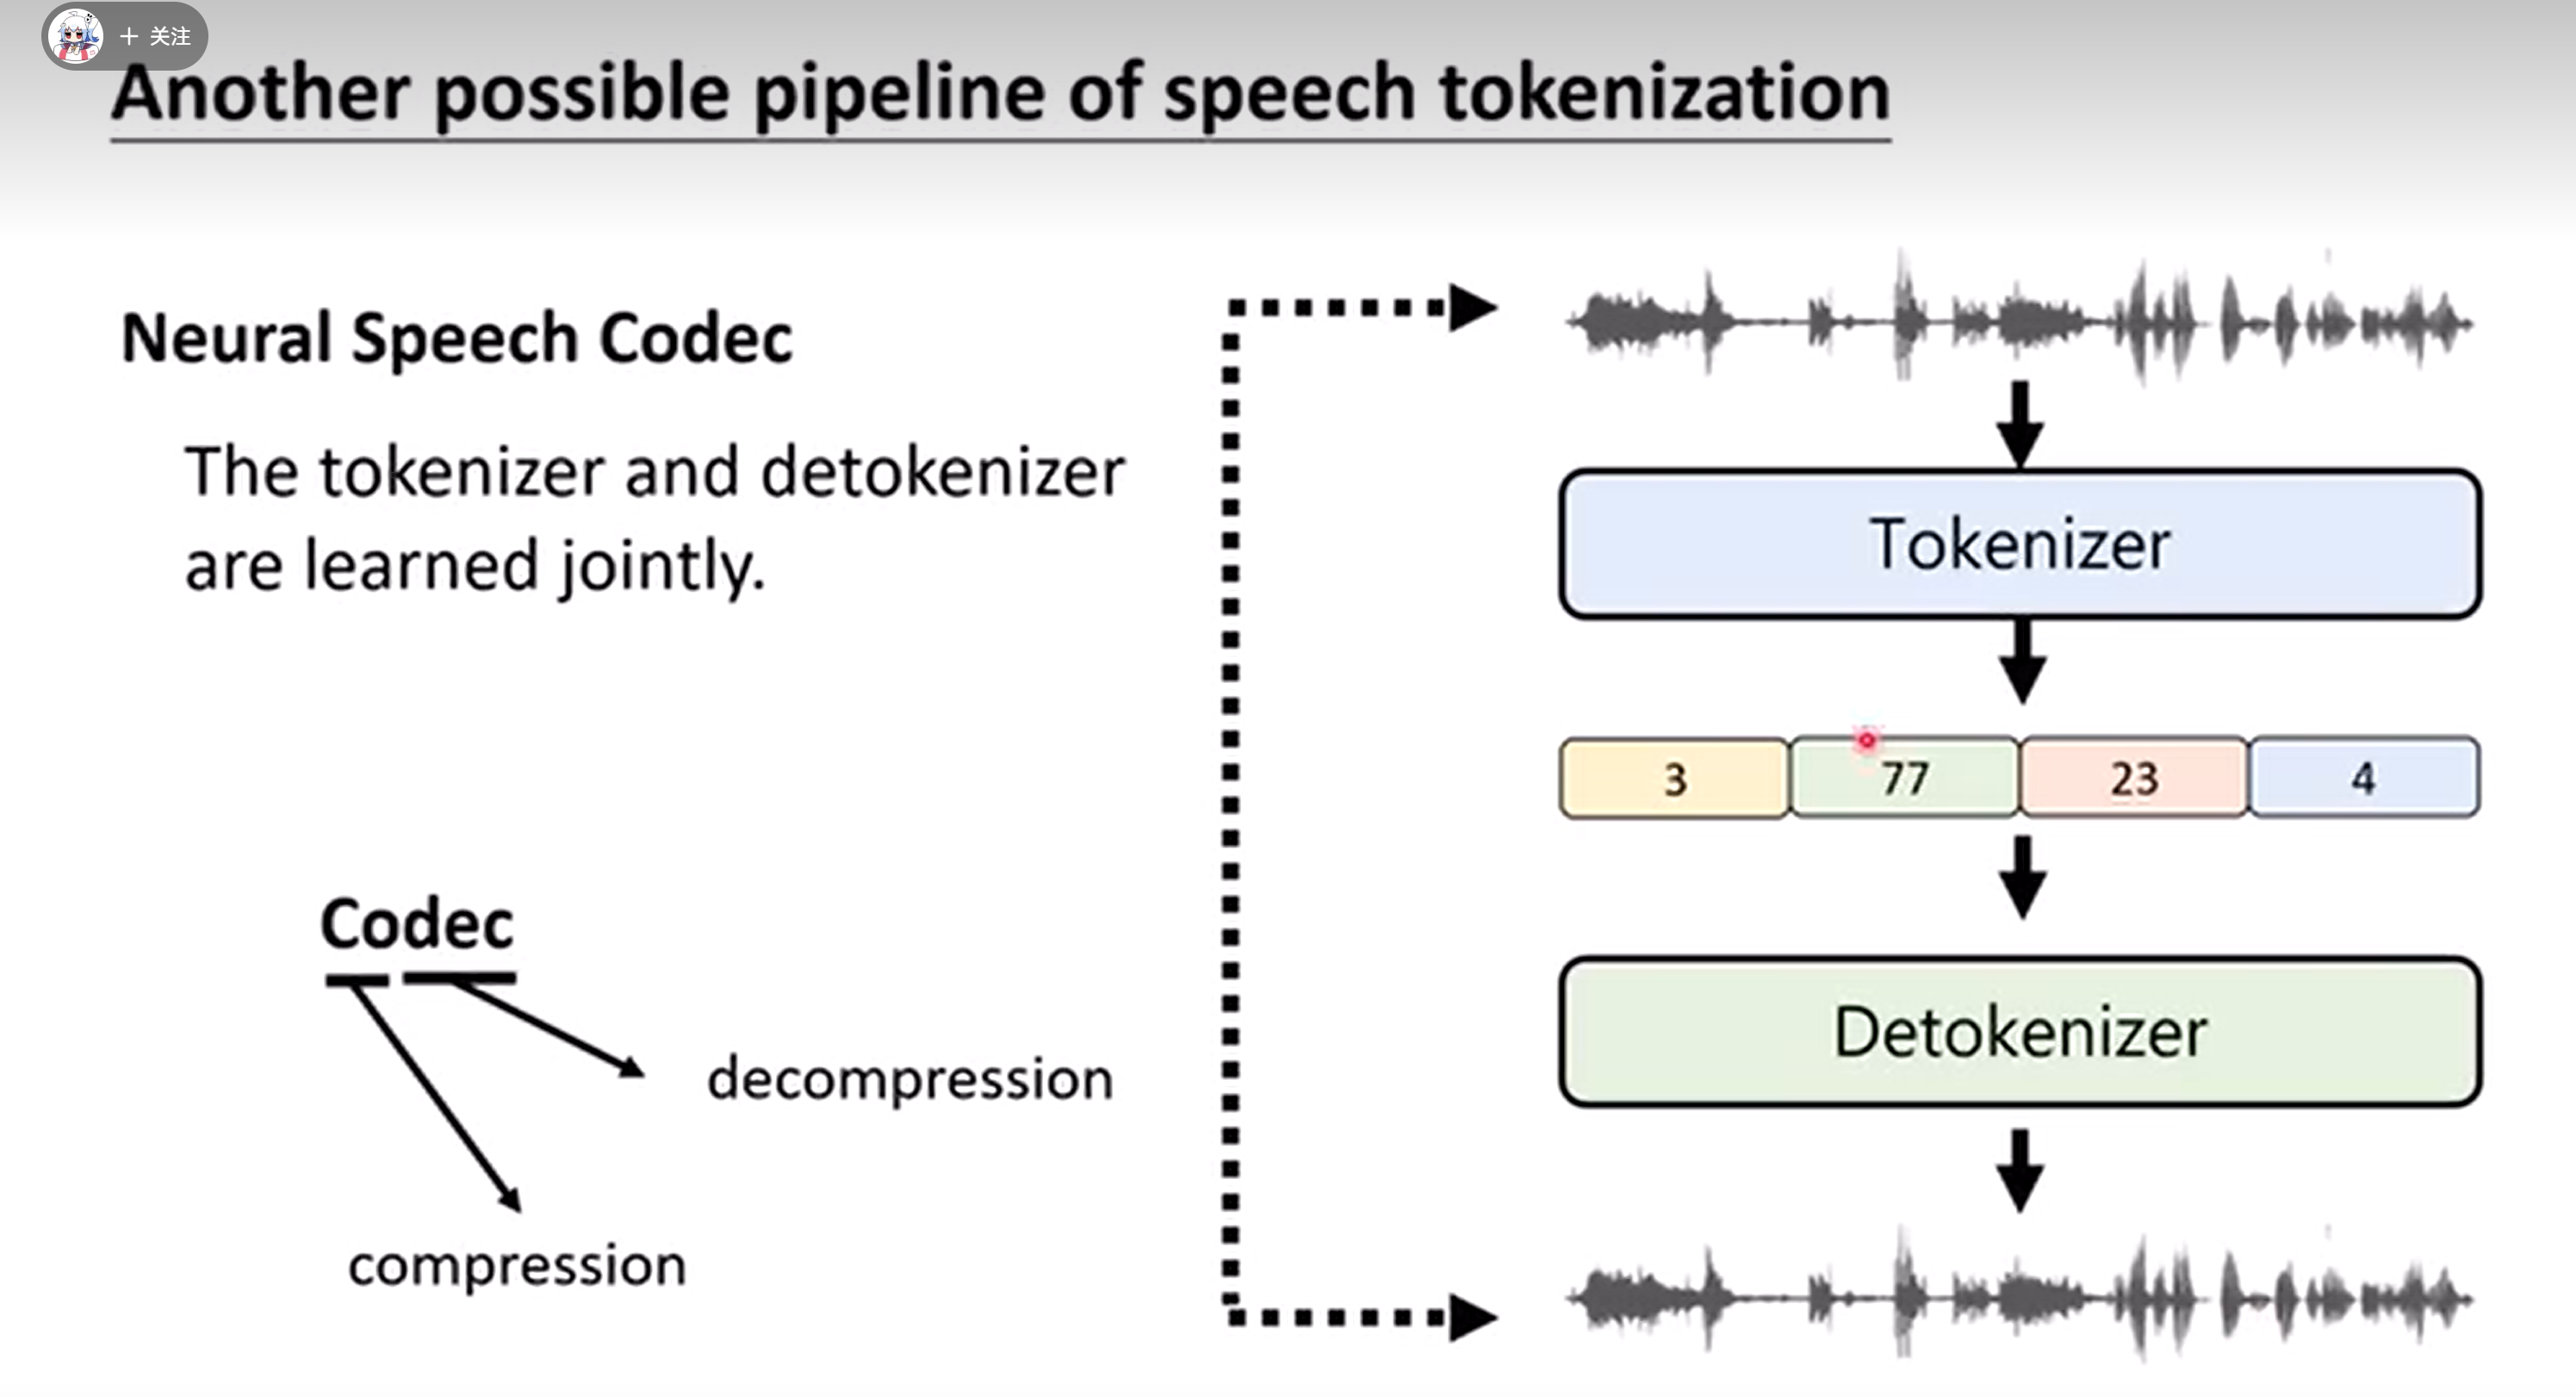 + 关注
Another possible pipeline of speech tokenization
Neural Speech Codec
The tokenizer and detokenizer
are learned jointly.
Codec
decompression
compression
Tokenizer
3 77 23 4
Detokenizer